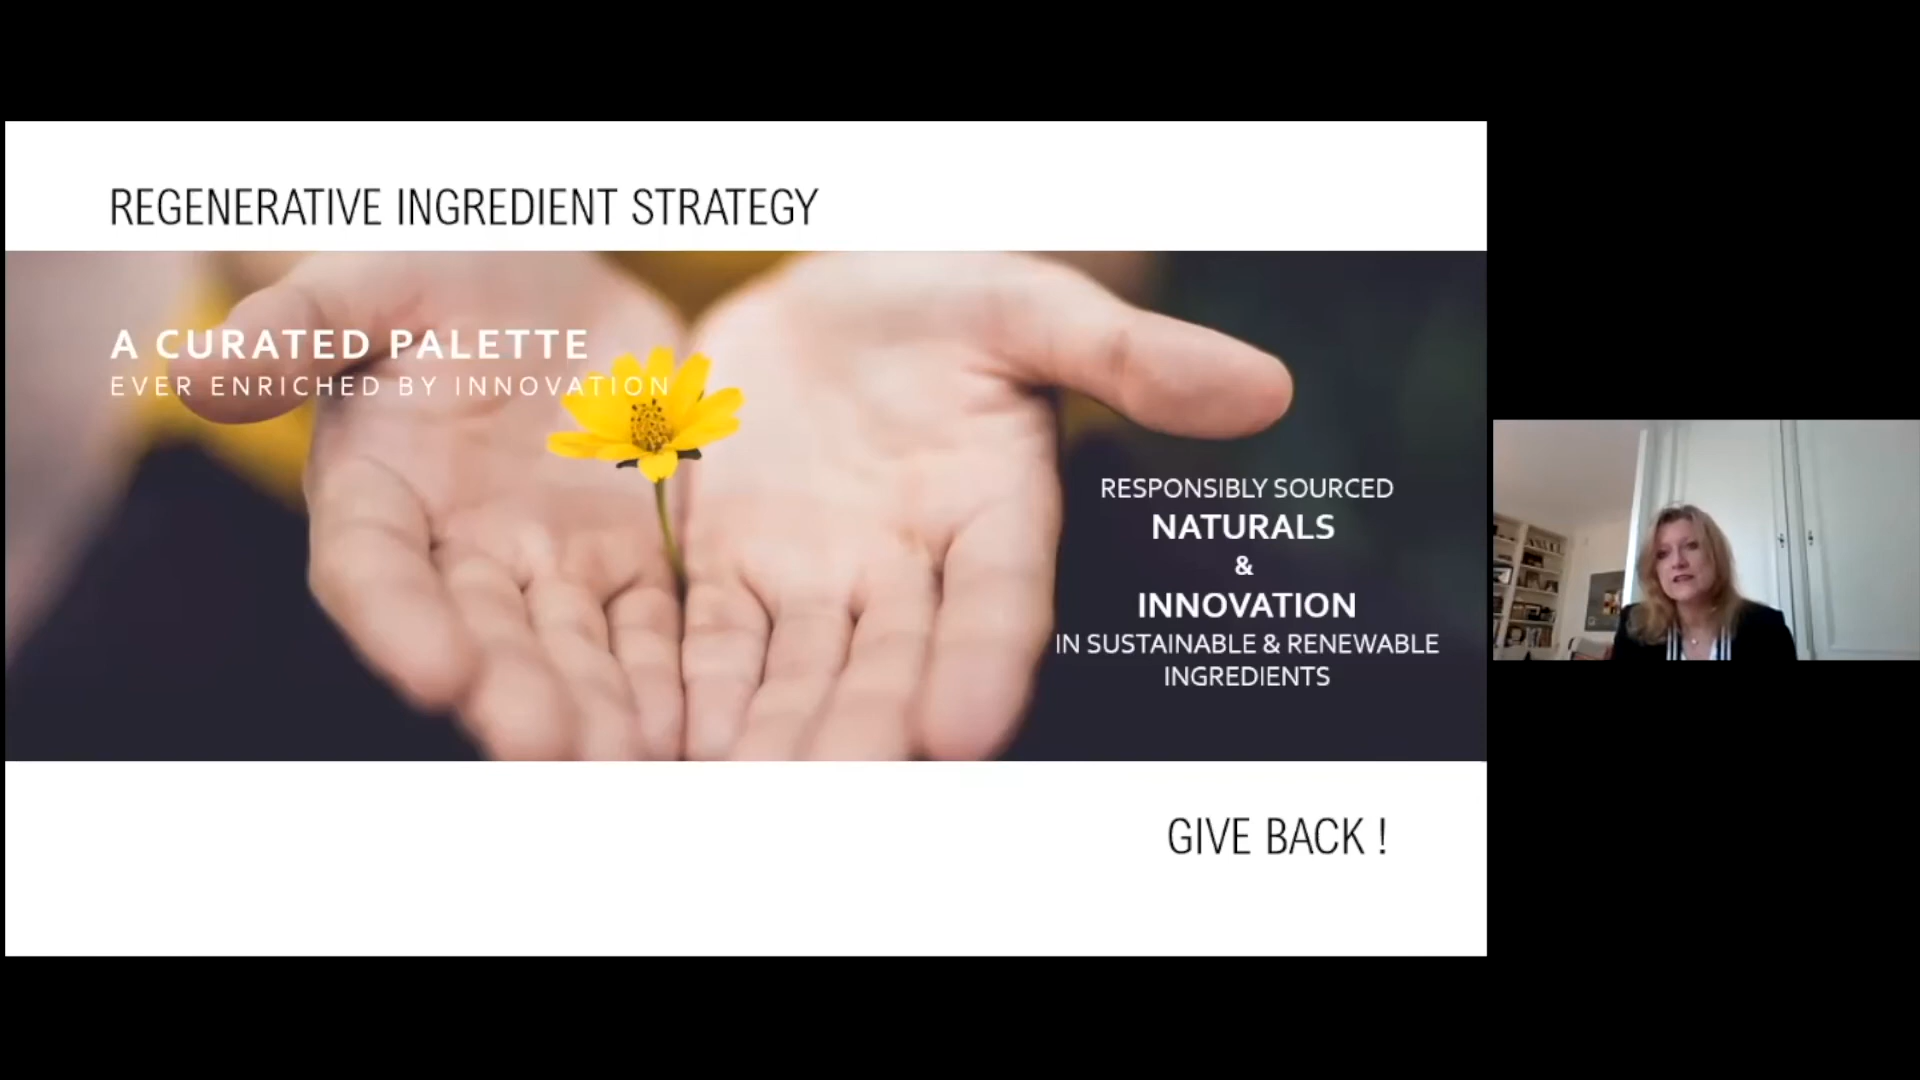 REGENERATIVE INGREDIENT STRATEGY
A CURATED PALETTE
EVER ENRICHED BY INNOVATION
RESPONSIBLY SOURCED
NATURALS
&
INNOVATION
IN SUSTAINABLE & RENEWABLE
INGREDIENTS
GIVE BACK !